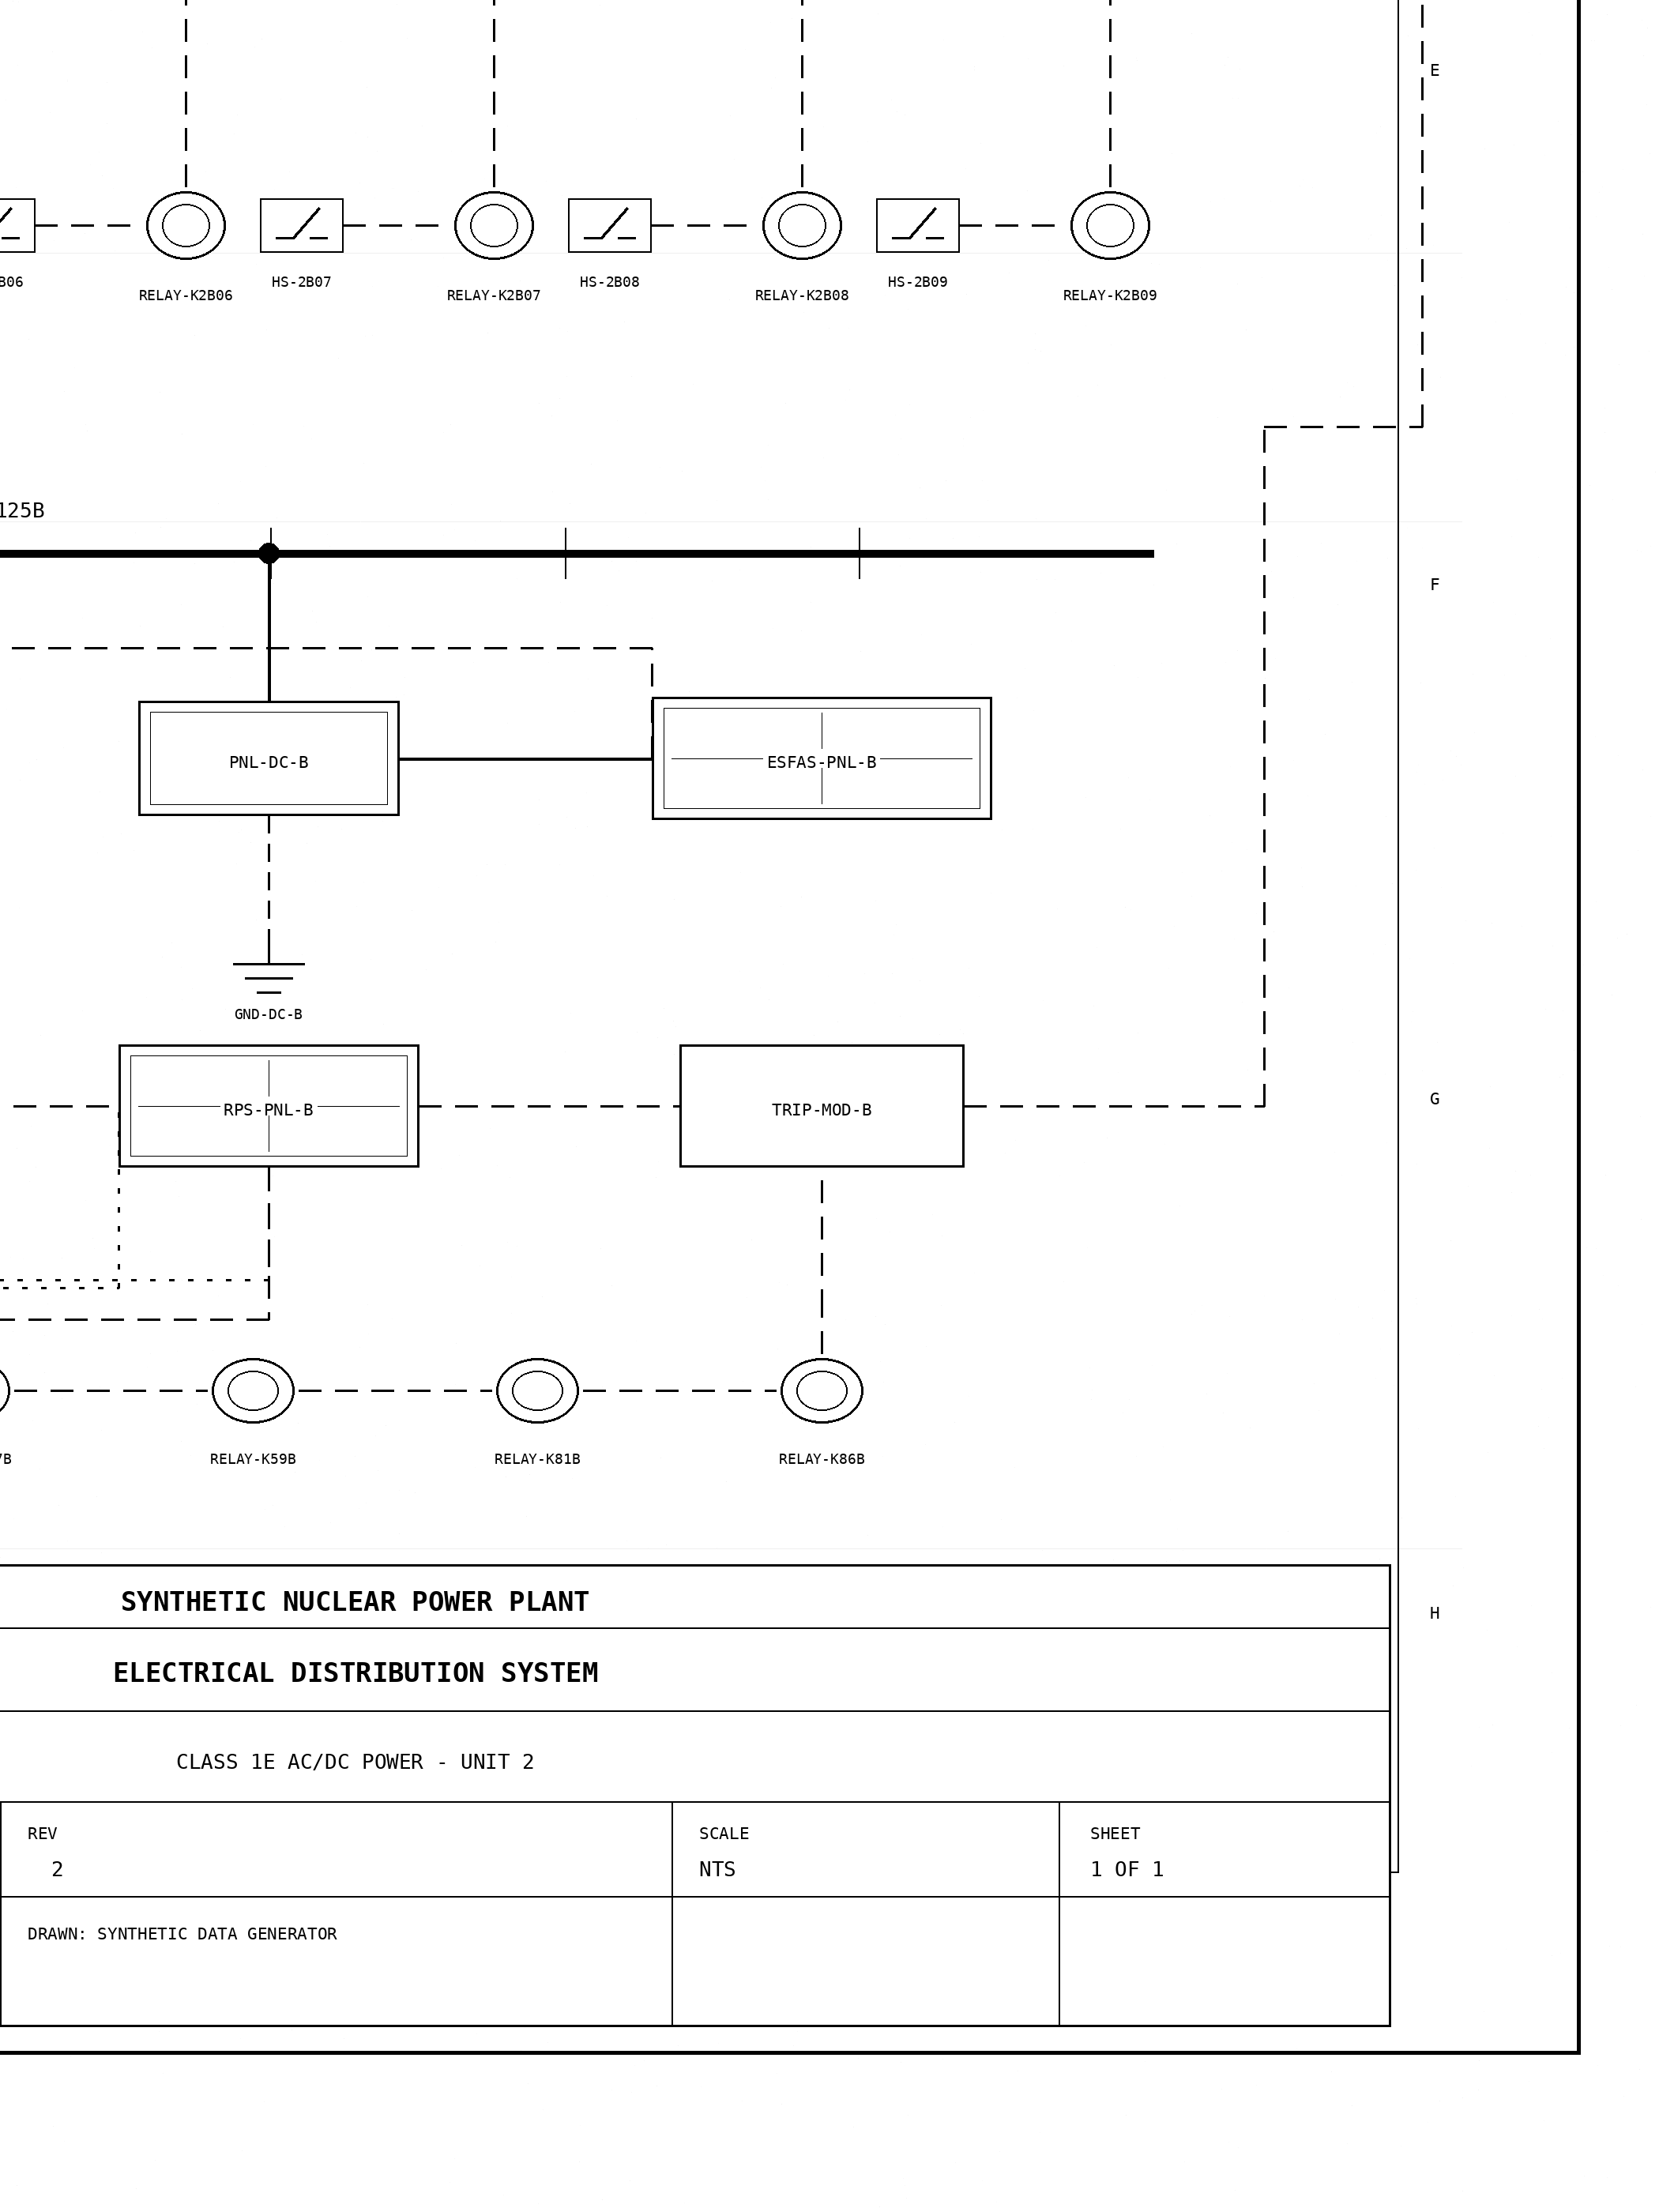 E
B06
RELAY-K2B06
HS-2B07
RELAY-K2B07
HS-2B08
RELAY-K2B08
HS-2B09
RELAY-K2B09
125B
F
PNL-DC-B
ESFAS-PNL-B
GND-DC-B
RPS-PNL-B
TRIP-MOD-B
G
7B
RELAY-K59B
RELAY-K81B
RELAY-K86B
SYNTHETIC NUCLEAR POWER PLANT
H
ELECTRICAL DISTRIBUTION SYSTEM
CLASS 1E AC/DC POWER - UNIT 2
REV
2
SCALE
NTS
SHEET
1 OF 1
DRAWN: SYNTHETIC DATA GENERATOR